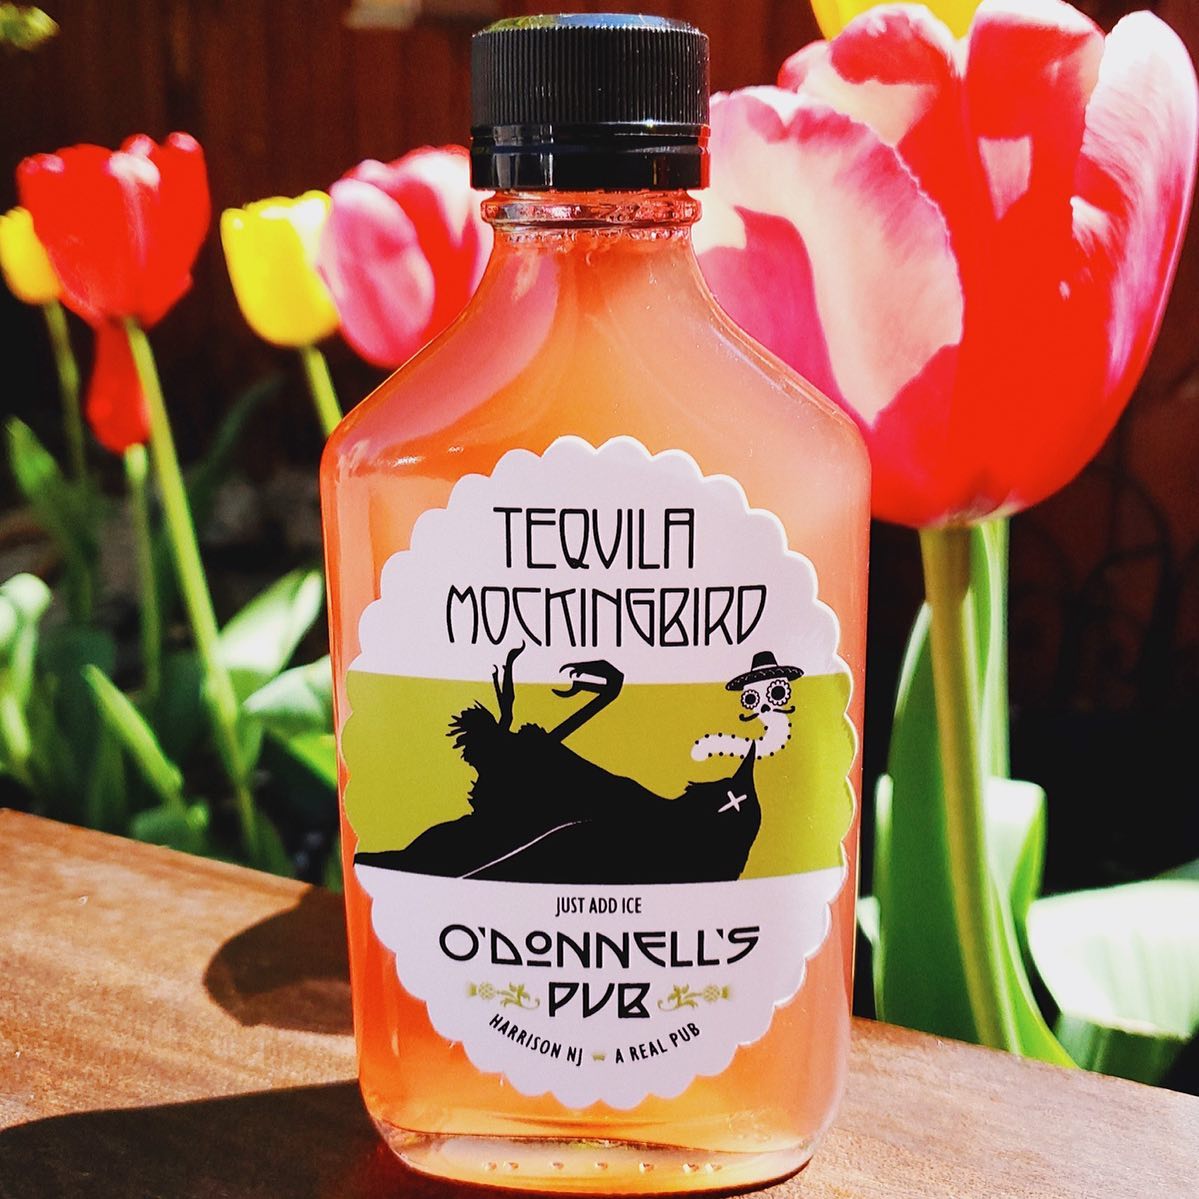 TEQUILA
MOCKINGBIRD
JUST ADD ICE
O'DONNELL'S
PUB
HARRISON NJ – A REAL PUB